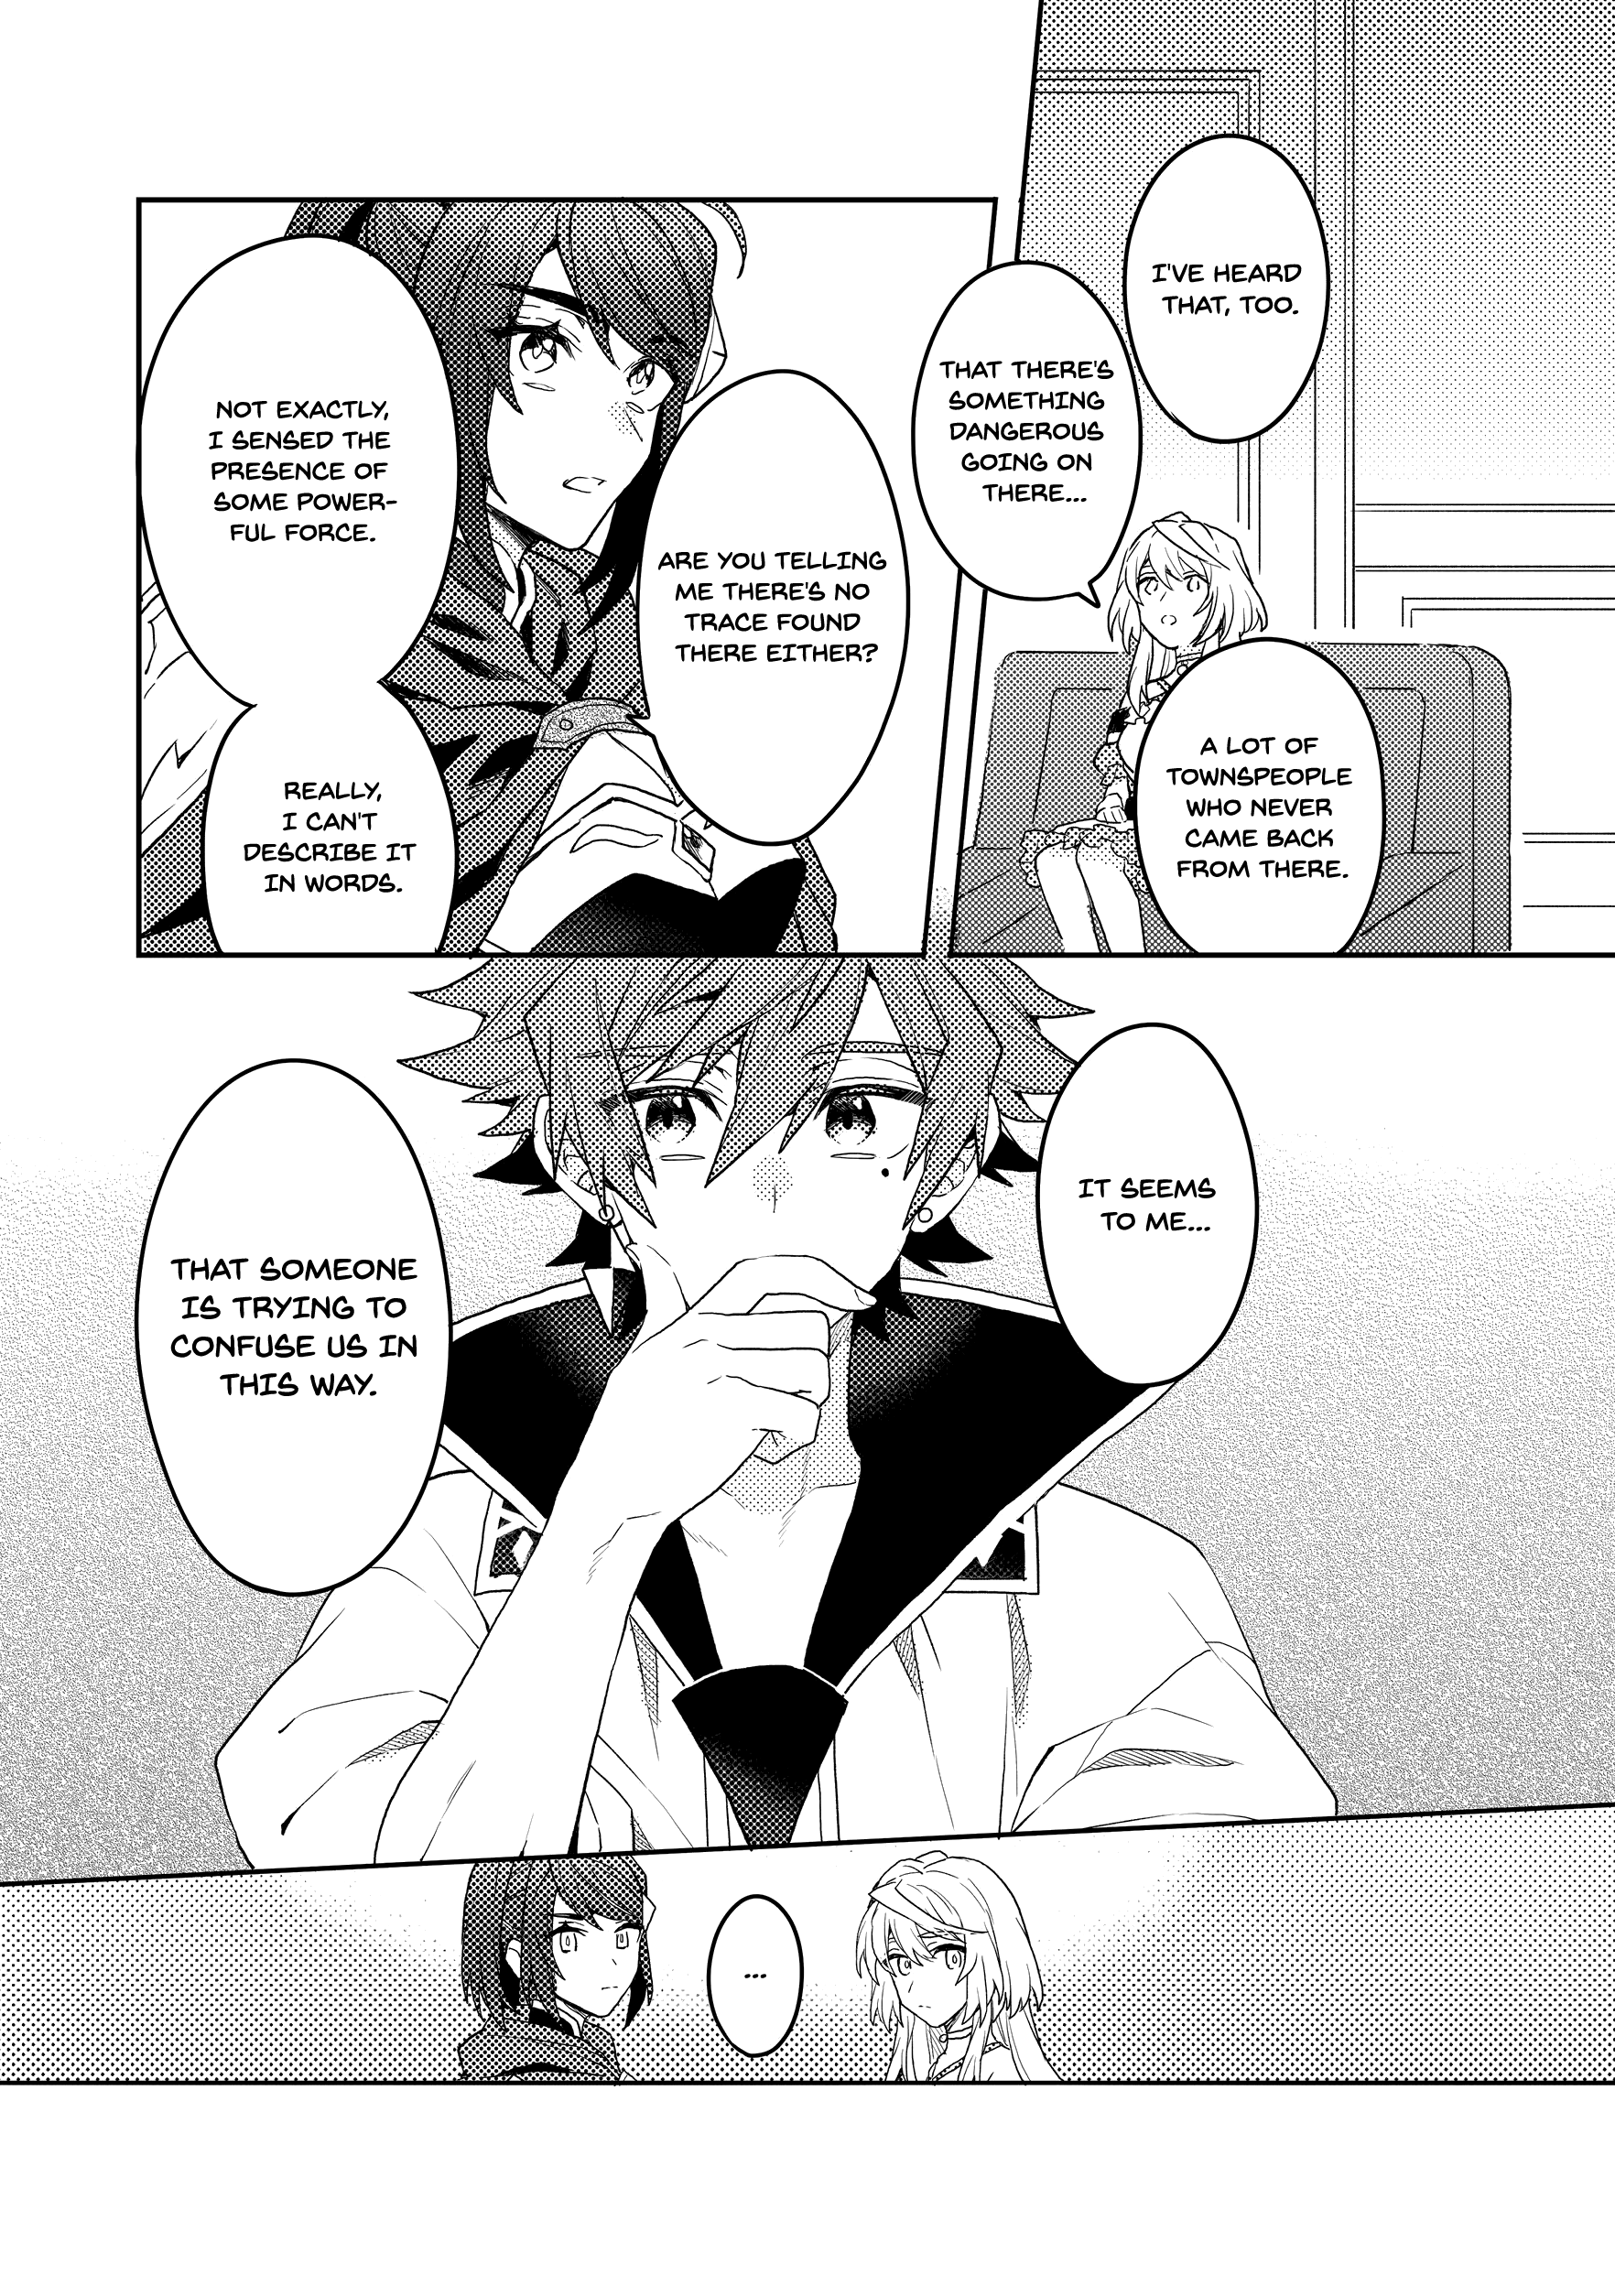 I'VE HEARD
THAT, TOO.
THAT THERE'S
SOMETHING
DANGEROUS
GOING ON
THERE...
A LOT OF
TOWNSPEOPLE
WHO NEVER
CAME BACK
FROM THERE.
ARE YOU TELLING
ME THERE'S NO
TRACE FOUND
THERE EITHER?
NOT EXACTLY,
I SENSED THE
PRESENCE OF
SOME POWER-
FUL FORCE.
REALLY,
I CAN'T
DESCRIBE IT
IN WORDS.
IT SEEMS
TO ME...
THAT SOMEONE
IS TRYING TO
CONFUSE US IN
THIS WAY.
...